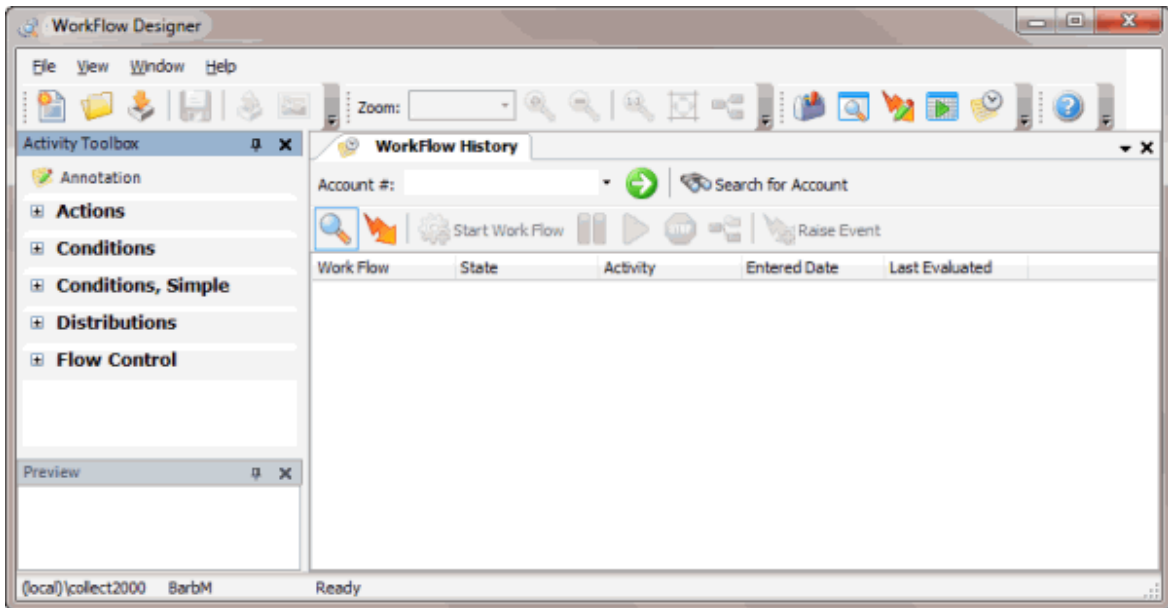 WorkFlow Designer
File View Window Help
Zoom:
Activity Toolbox
WorkFlow History
Annotation
Account #:
Search for Account
Actions
Start Work Flow
Raise Event
Conditions
Work Flow State Activity Entered Date Last Evaluated
Conditions, Simple
Distributions
Flow Control
Preview
(local)\collect2000 BarbM Ready